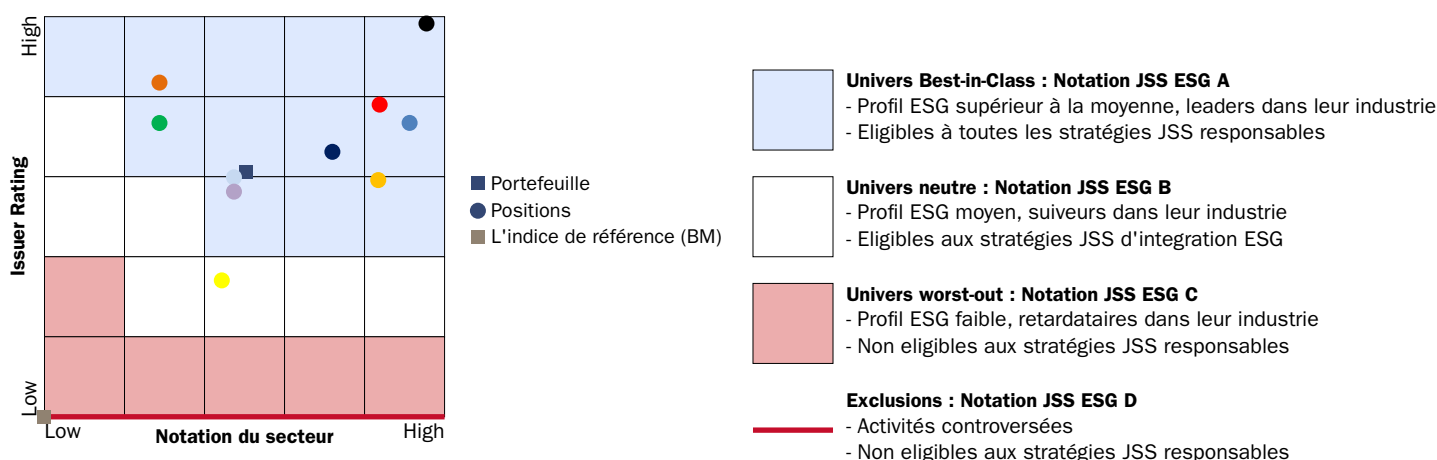 High
Issuer Rating
Low
Low
Notation du secteur
High
Portefeuille
Positions
L'indice de référence (BM)
Univers Best-in-Class : Notation JSS ESG A
- Profil ESG supérieur à la moyenne, leaders dans leur industrie
- Eligibles à toutes les stratégies JSS responsables
Univers neutre : Notation JSS ESG B
- Profil ESG moyen, suiveurs dans leur industrie
- Eligibles aux stratégies JSS d'integration ESG
Univers worst-out : Notation JSS ESG C
- Profil ESG faible, retardataires dans leur industrie
- Non eligibles aux stratégies JSS responsables
Exclusions : Notation JSS ESG D
- Activités controversées
- Non eligibles aux stratégies JSS responsables